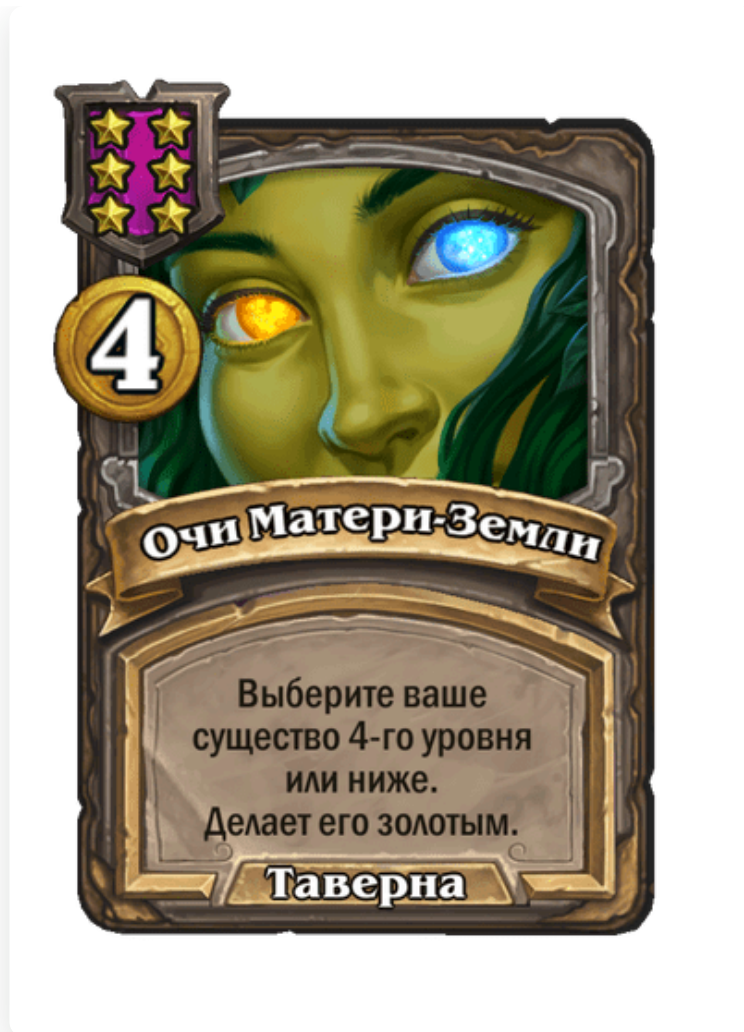 4
Очи Матери-Земли
Выберите ваше
существо 4-го уровня
или ниже.
Делает его золотым.
Таверна